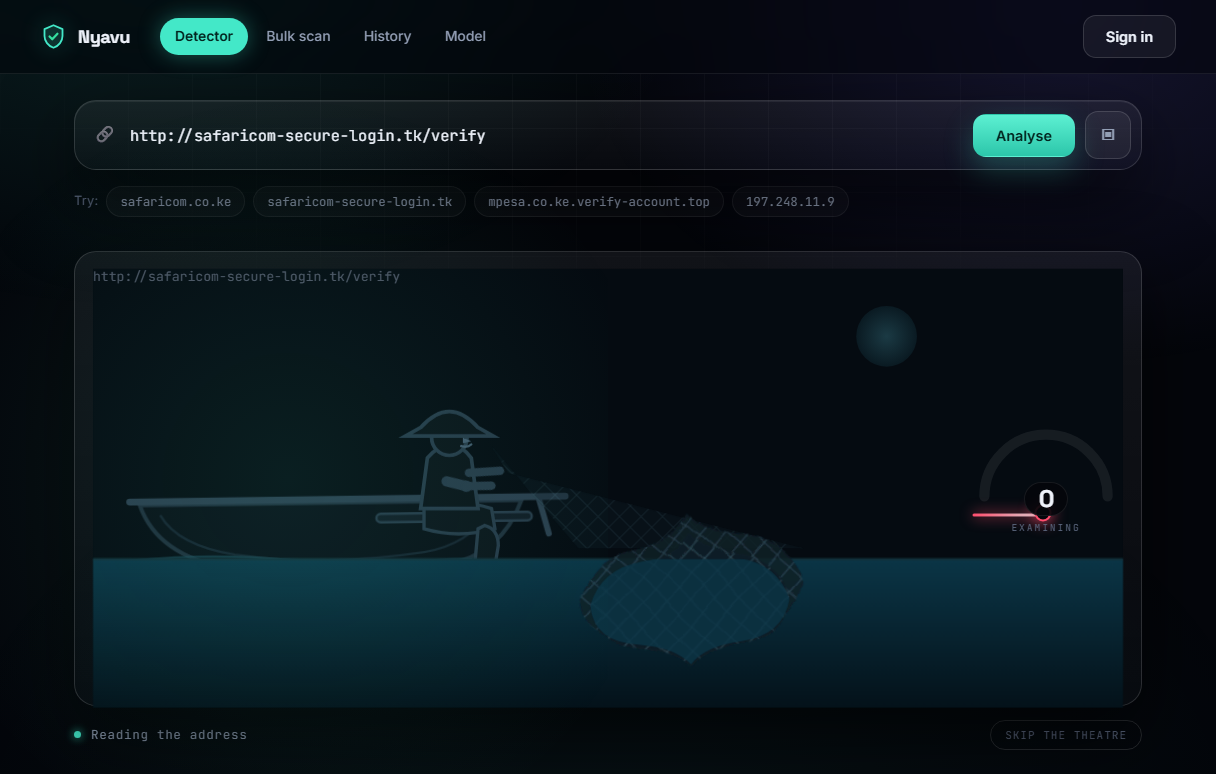 Nyavu
Detector
Bulk scan
History
Model
Sign in
http://safaricom-secure-login.tk/verify
Analyse
Try:
safaricom.co.ke
safaricom-secure-login.tk
mpesa.co.ke.verify-account.top
197.248.11.9
http://safaricom-secure-login.tk/verify
0
EXAMINING
Reading the address
SKIP THE THEATRE